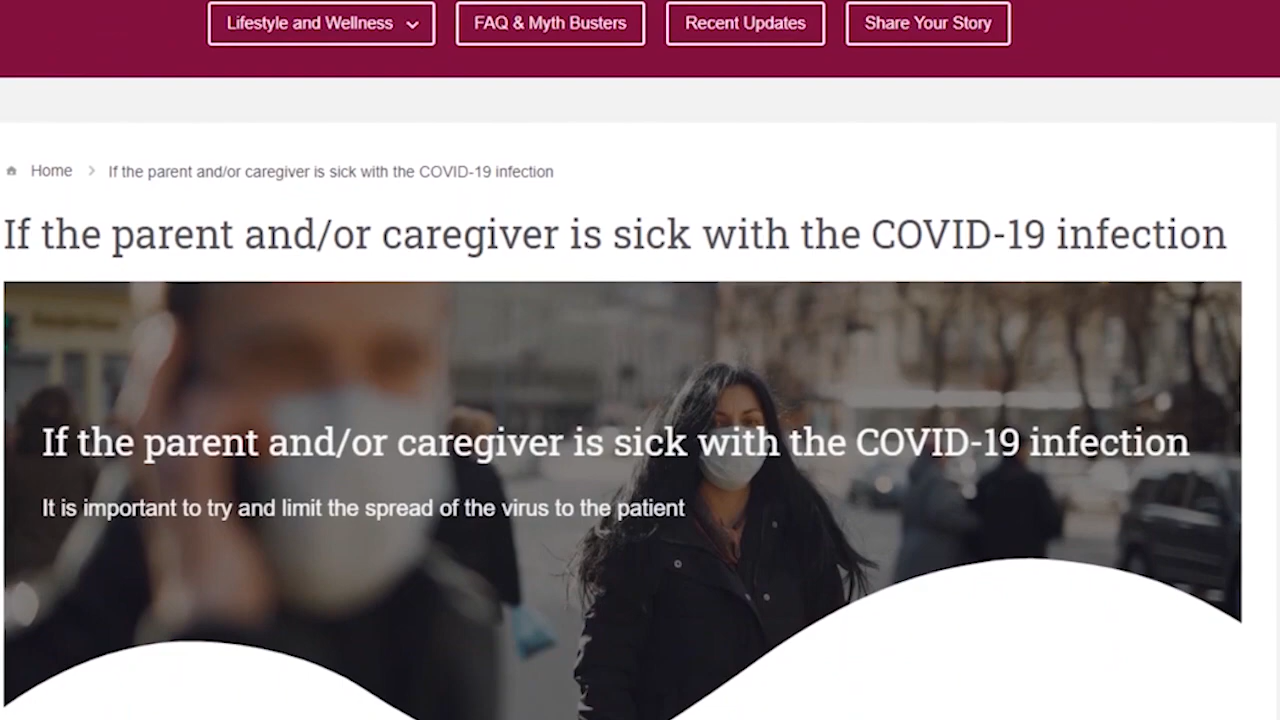 Lifestyle and Wellness
FAQ & Myth Busters
Recent Updates
Share Your Story
Home
If the parent and/or caregiver is sick with the COVID-19 infection
If the parent and/or caregiver is sick with the COVID-19 infection
If the parent and/or caregiver is sick with the COVID-19 infection
It is important to try and limit the spread of the virus to the patient